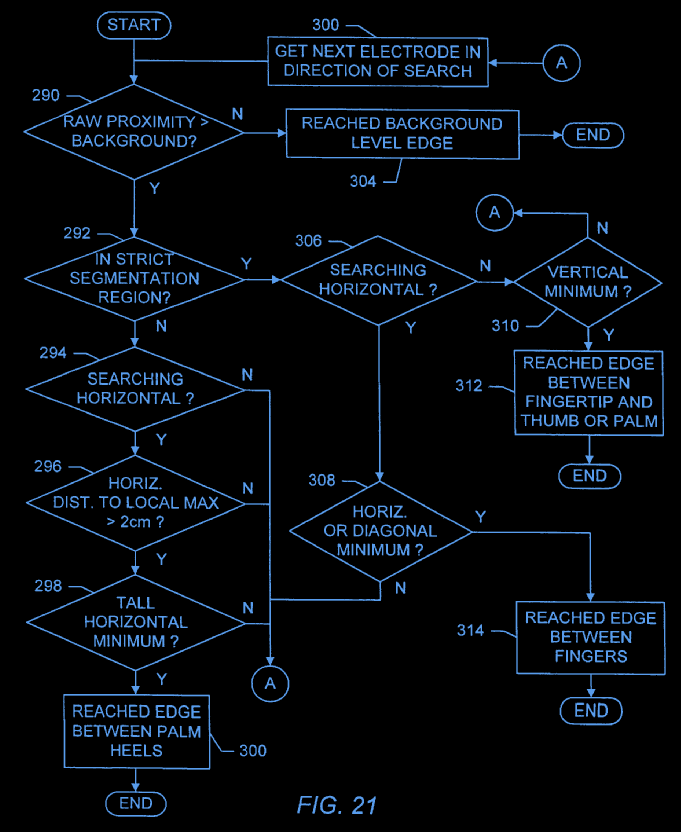 START
300
GET NEXT ELECTRODE IN
DIRECTION OF SEARCH
A
290
RAW PROXIMITY >
BACKGROUND?
N
REACHED BACKGROUND
LEVEL EDGE
304
END
Y
292
IN STRICT
SEGMENTATION
REGION?
Y
N
306
SEARCHING
HORIZONTAL ?
N
Y
A
N
VERTICAL
MINIMUM ?
310
Y
312
REACHED EDGE
BETWEEN
FINGERTIP AND
THUMB OR PALM
END
294
SEARCHING
HORIZONTAL ?
N
Y
296
HORIZ.
DIST. TO LOCAL MAX
> 2cm ?
N
Y
308
HORIZ.
OR DIAGONAL
MINIMUM ?
Y
N
298
TALL
HORIZONTAL
MINIMUM ?
N
Y
A
314
REACHED EDGE
BETWEEN
FINGERS
END
REACHED EDGE
BETWEEN PALM
HEELS
300
END
FIG. 21